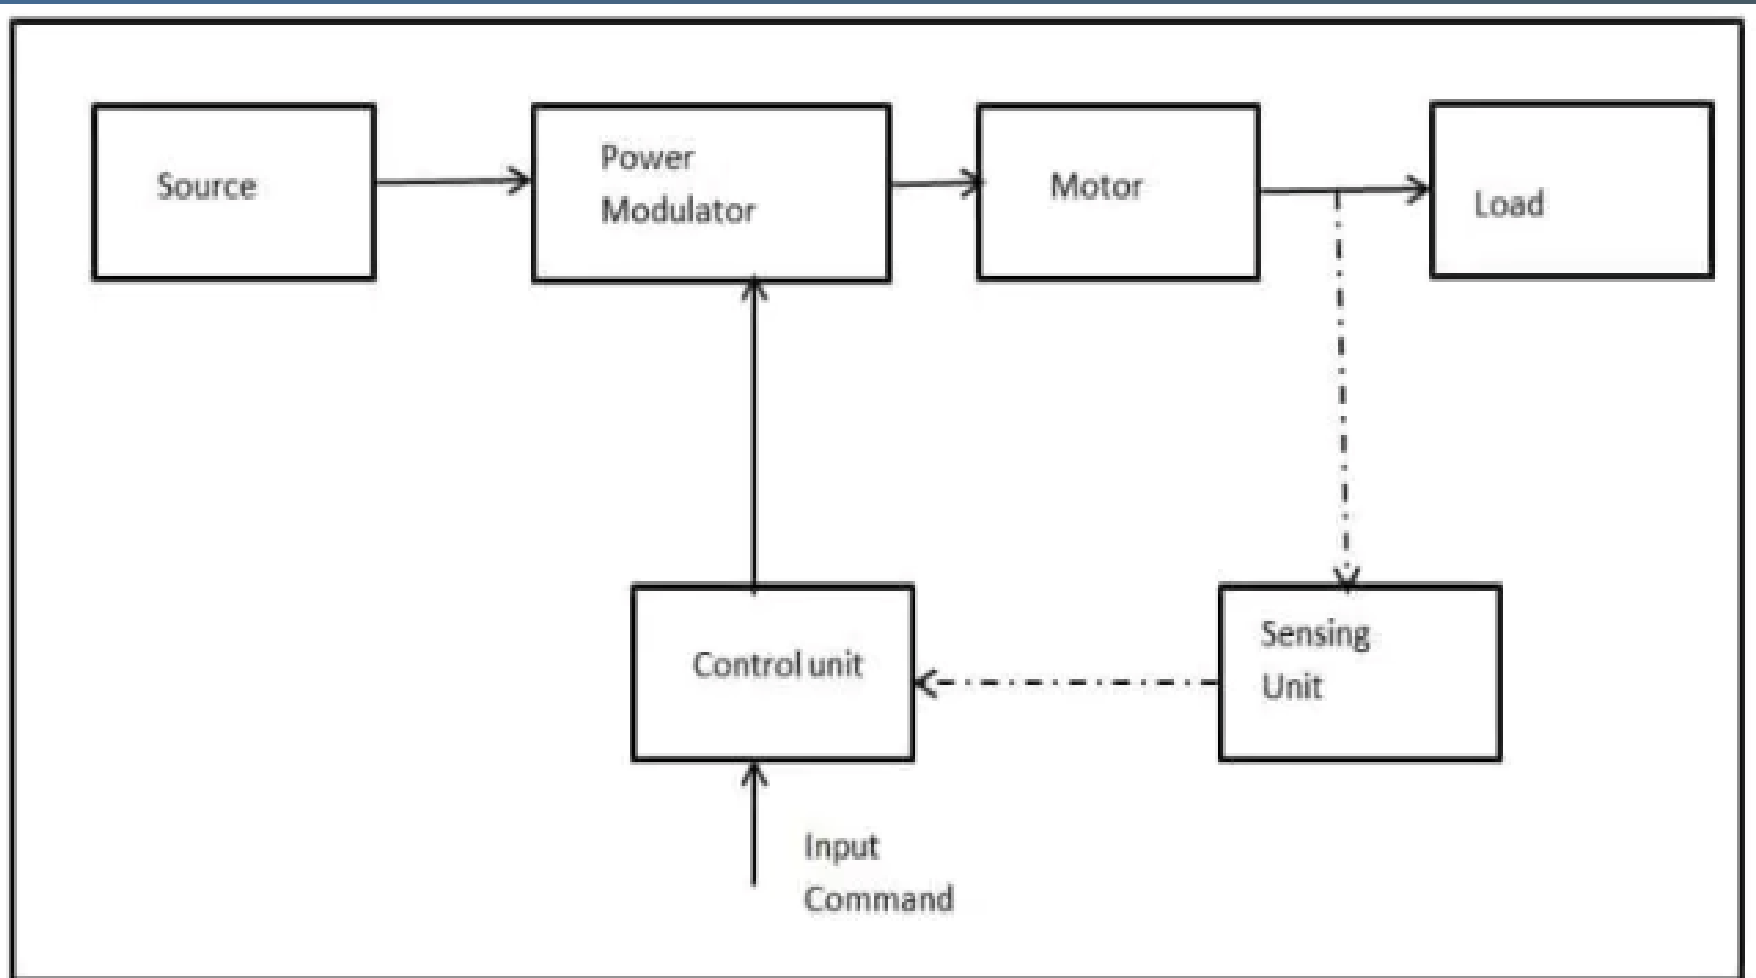 Source
Power
Modulator
Motor
Load
Control unit
Sensing
Unit
Input
Command